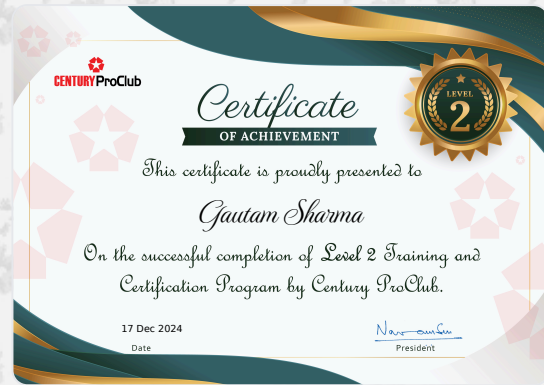 CENTURY ProClub
Certificate
OF ACHIEVEMENT
LEVEL
2
This certificate is proudly presented to
Gautam Sharma
On the successful completion of Level 2 Training and
Certification Program by Century ProClub.
17 Dec 2024
Date
President